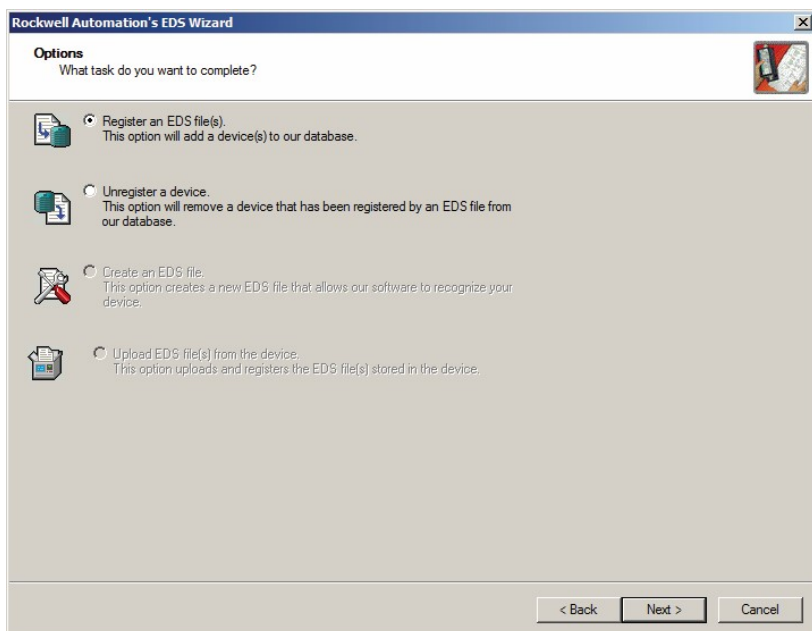 Rockwell Automation's EDS Wizard
Options
What task do you want to complete?
Register an EDS file(s).
This option will add a device(s) to our database.
Unregister a device.
This option will remove a device that has been registered by an EDS file from
our database.
Create an EDS file.
This option creates a new EDS file that allows our software to recognize your
device.
Upload EDS file(s) from the device.
This option uploads and registers the EDS file(s) stored in the device.
< Back Next > Cancel